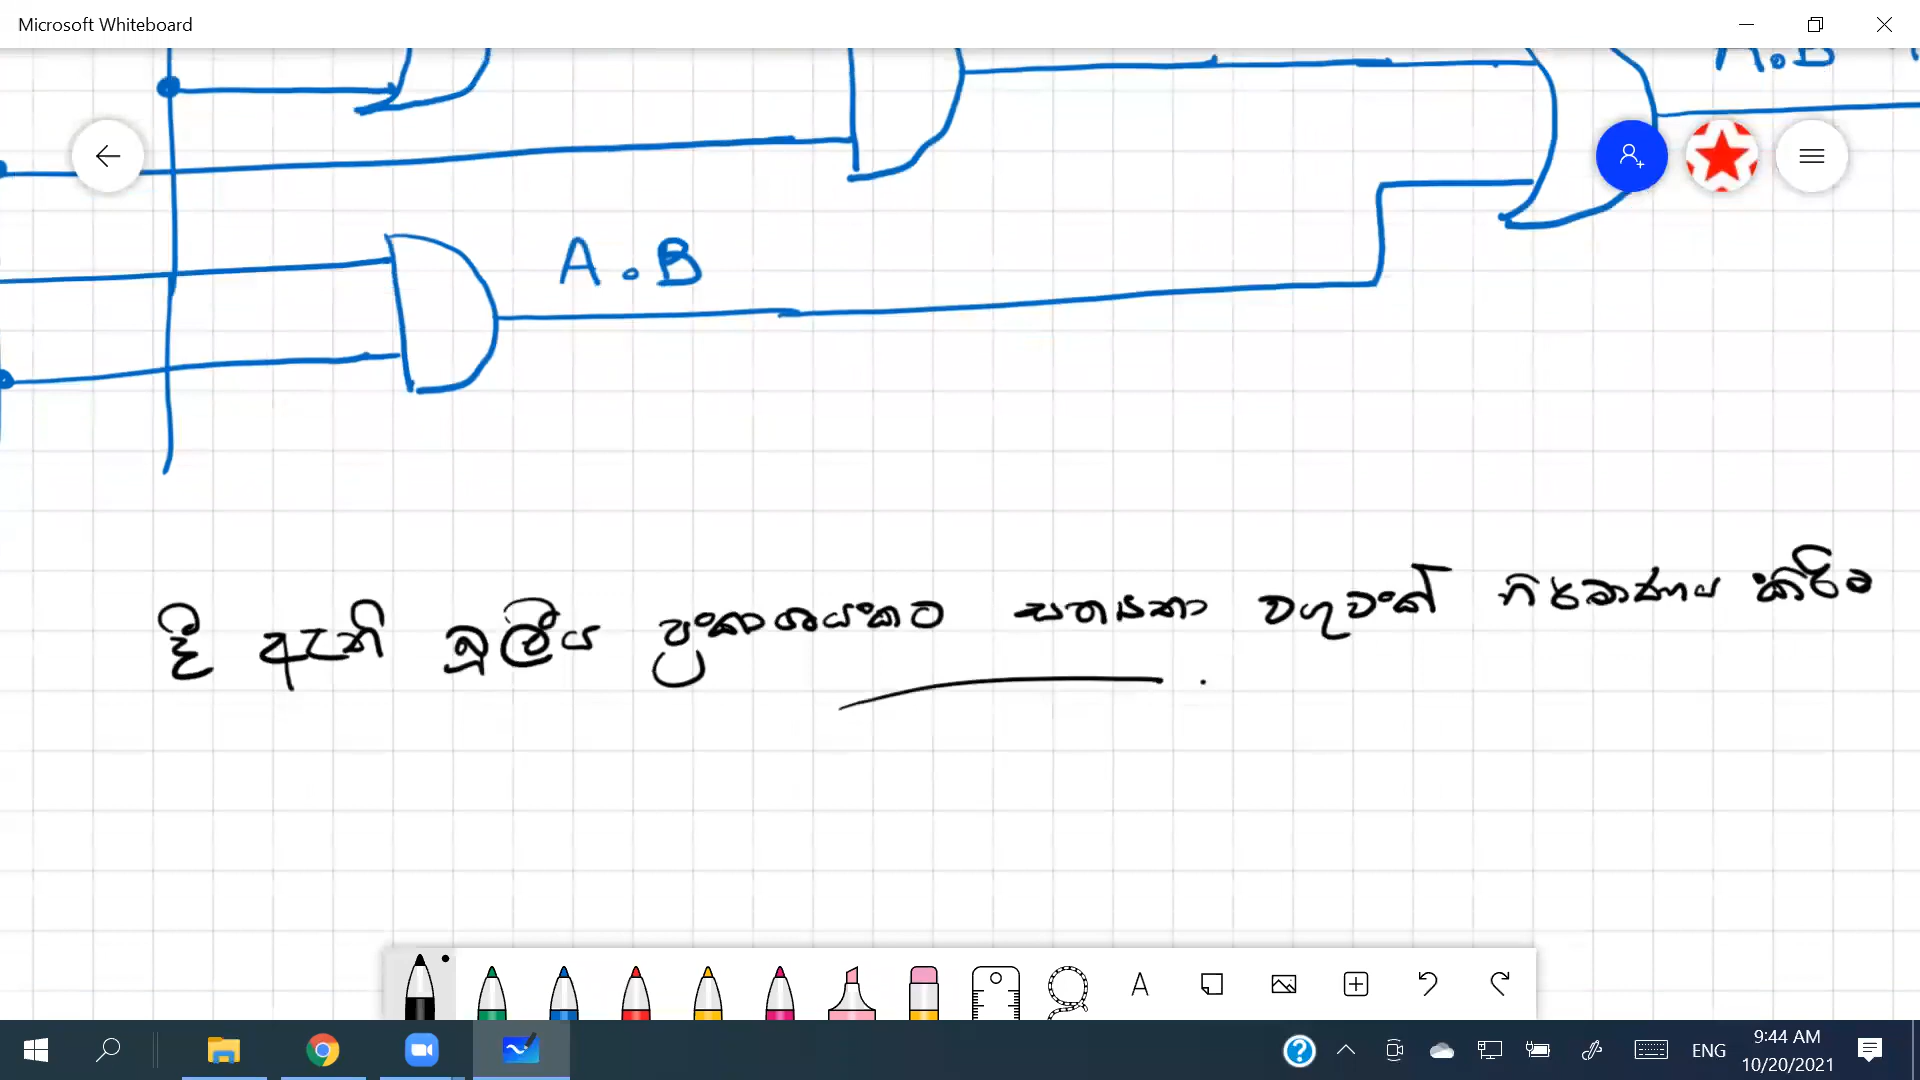 Microsoft Whiteboard
A.B
A.B
දී ඇති බූලීය ප්‍රකාශයකට සත්‍යතා වගුවක් නිර්මාණය කිරීම
ENG
9:44 AM
10/20/2021